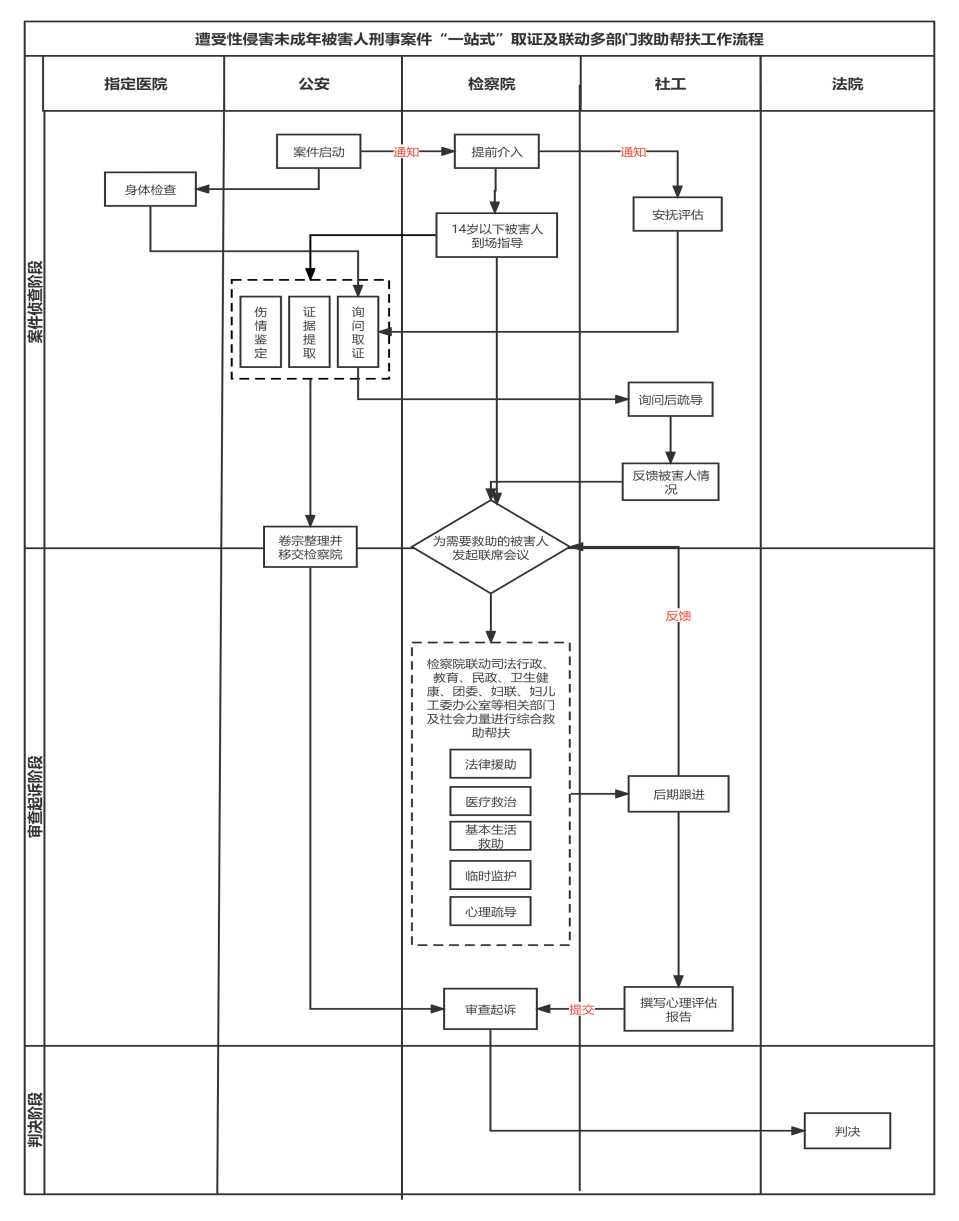 遭受性侵害未成年被害人刑事案件“一站式”取证及联动多部门救助帮扶工作流程
指定医院
公安
检察院
社工
法院
案件侦查阶段
案件启动
通知
提前介入
通知
身体检查
安抚评估
14岁以下被害人
到场指导
伤情鉴定
证据提取
询问取证
询问后疏导
反馈被害人情
况
卷宗整理并
移交检察院
为需要救助的被害人
发起联席会议
审查起诉阶段
反馈
检察院联动司法行政、
教育、民政、卫生健
康、团委、妇联、妇儿
工委办公室等相关部门
及社会力量进行综合救
助帮扶
法律援助
医疗救治
基本生活
救助
临时监护
心理疏导
后期跟进
审查起诉
提交
撰写心理评估
报告
判决阶段
判决